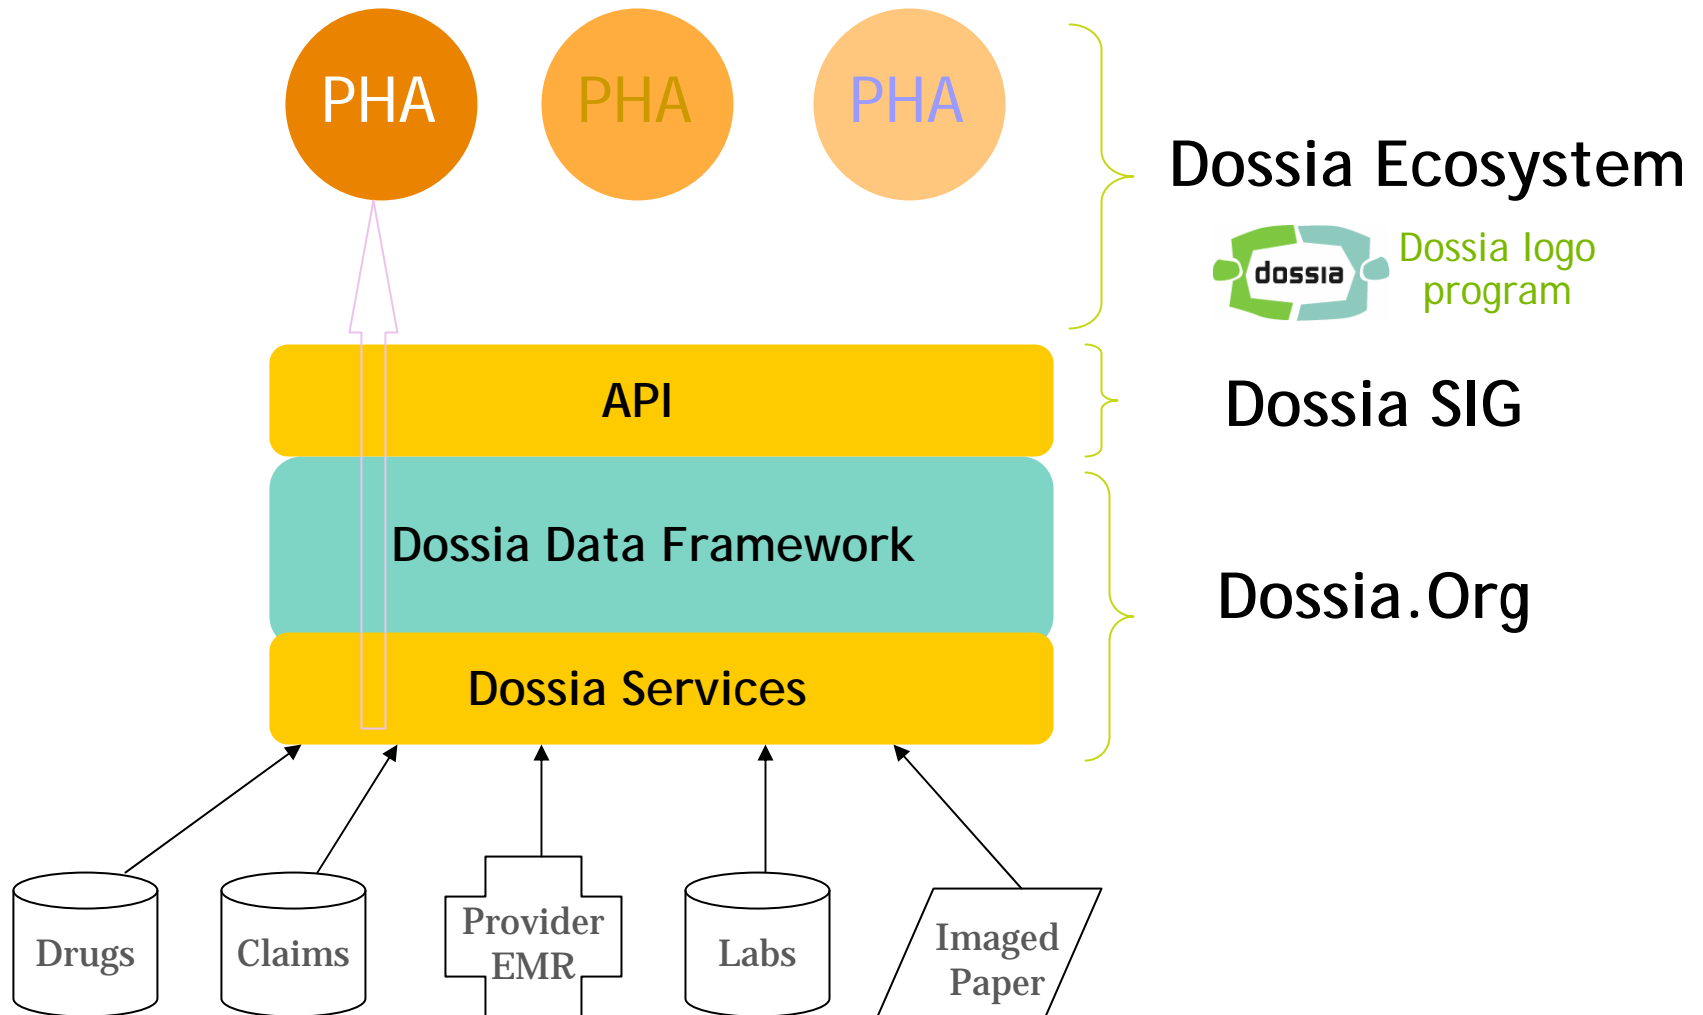 PHA
PHA
PHA
Dossia Ecosystem
dossia
Dossia logo
program
API
Dossia SIG
Dossia Data Framework
Dossia.Org
Dossia Services
Drugs
Claims
Provider
EMR
Labs
Imaged
Paper